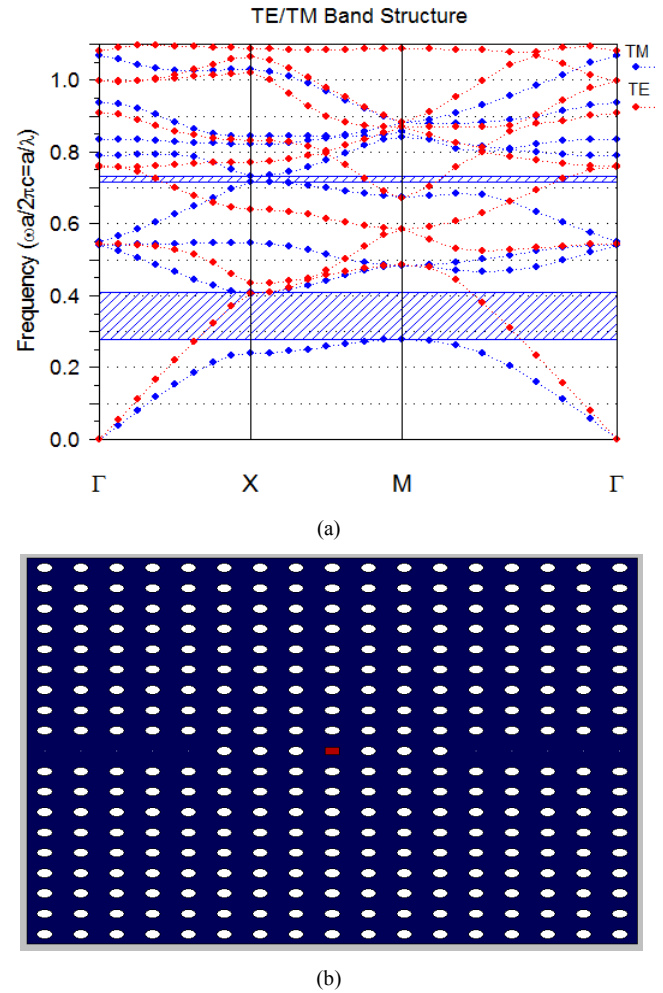 TE/TM Band Structure
TM
TE
Frequency (ωa/2πc=a/λ)
1.0
0.8
0.6
0.4
0.2
0.0
Γ X M Γ
(a)
(b)